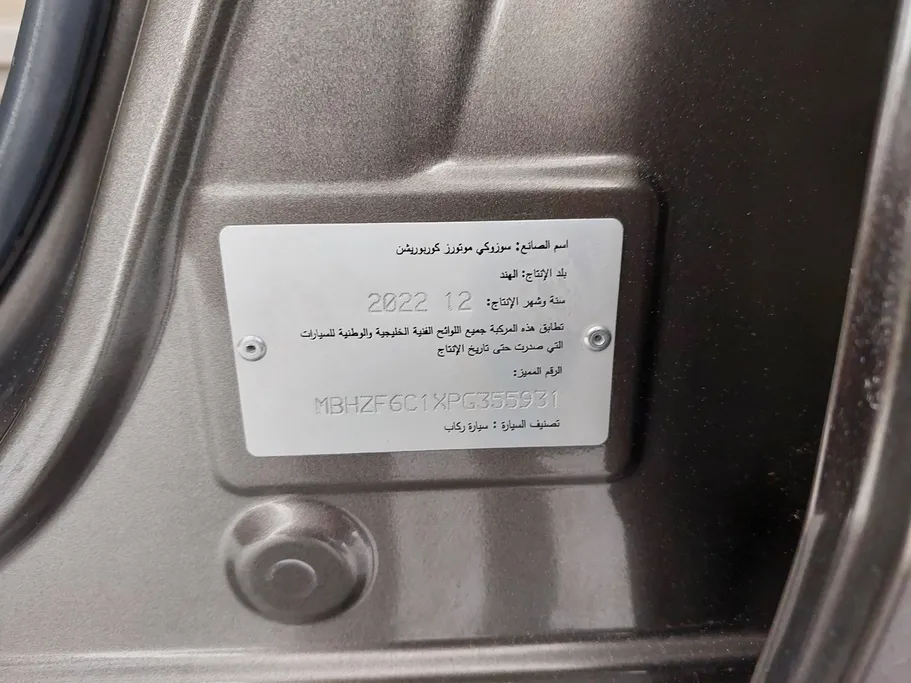 اسم الصانع: سوزوكي موتورز كوربوريشن
بلد الإنتاج: الهند
سنة وشهر الإنتاج: 2022 12
تطابق هذه المركبة جميع اللوائح الفنية الخليجية والوطنية للسيارات
التي صدرت حتى تاريخ الإنتاج
الرقم المميز:
MBHZF6C1XPG355931
تصنيف السيارة : سيارة ركاب